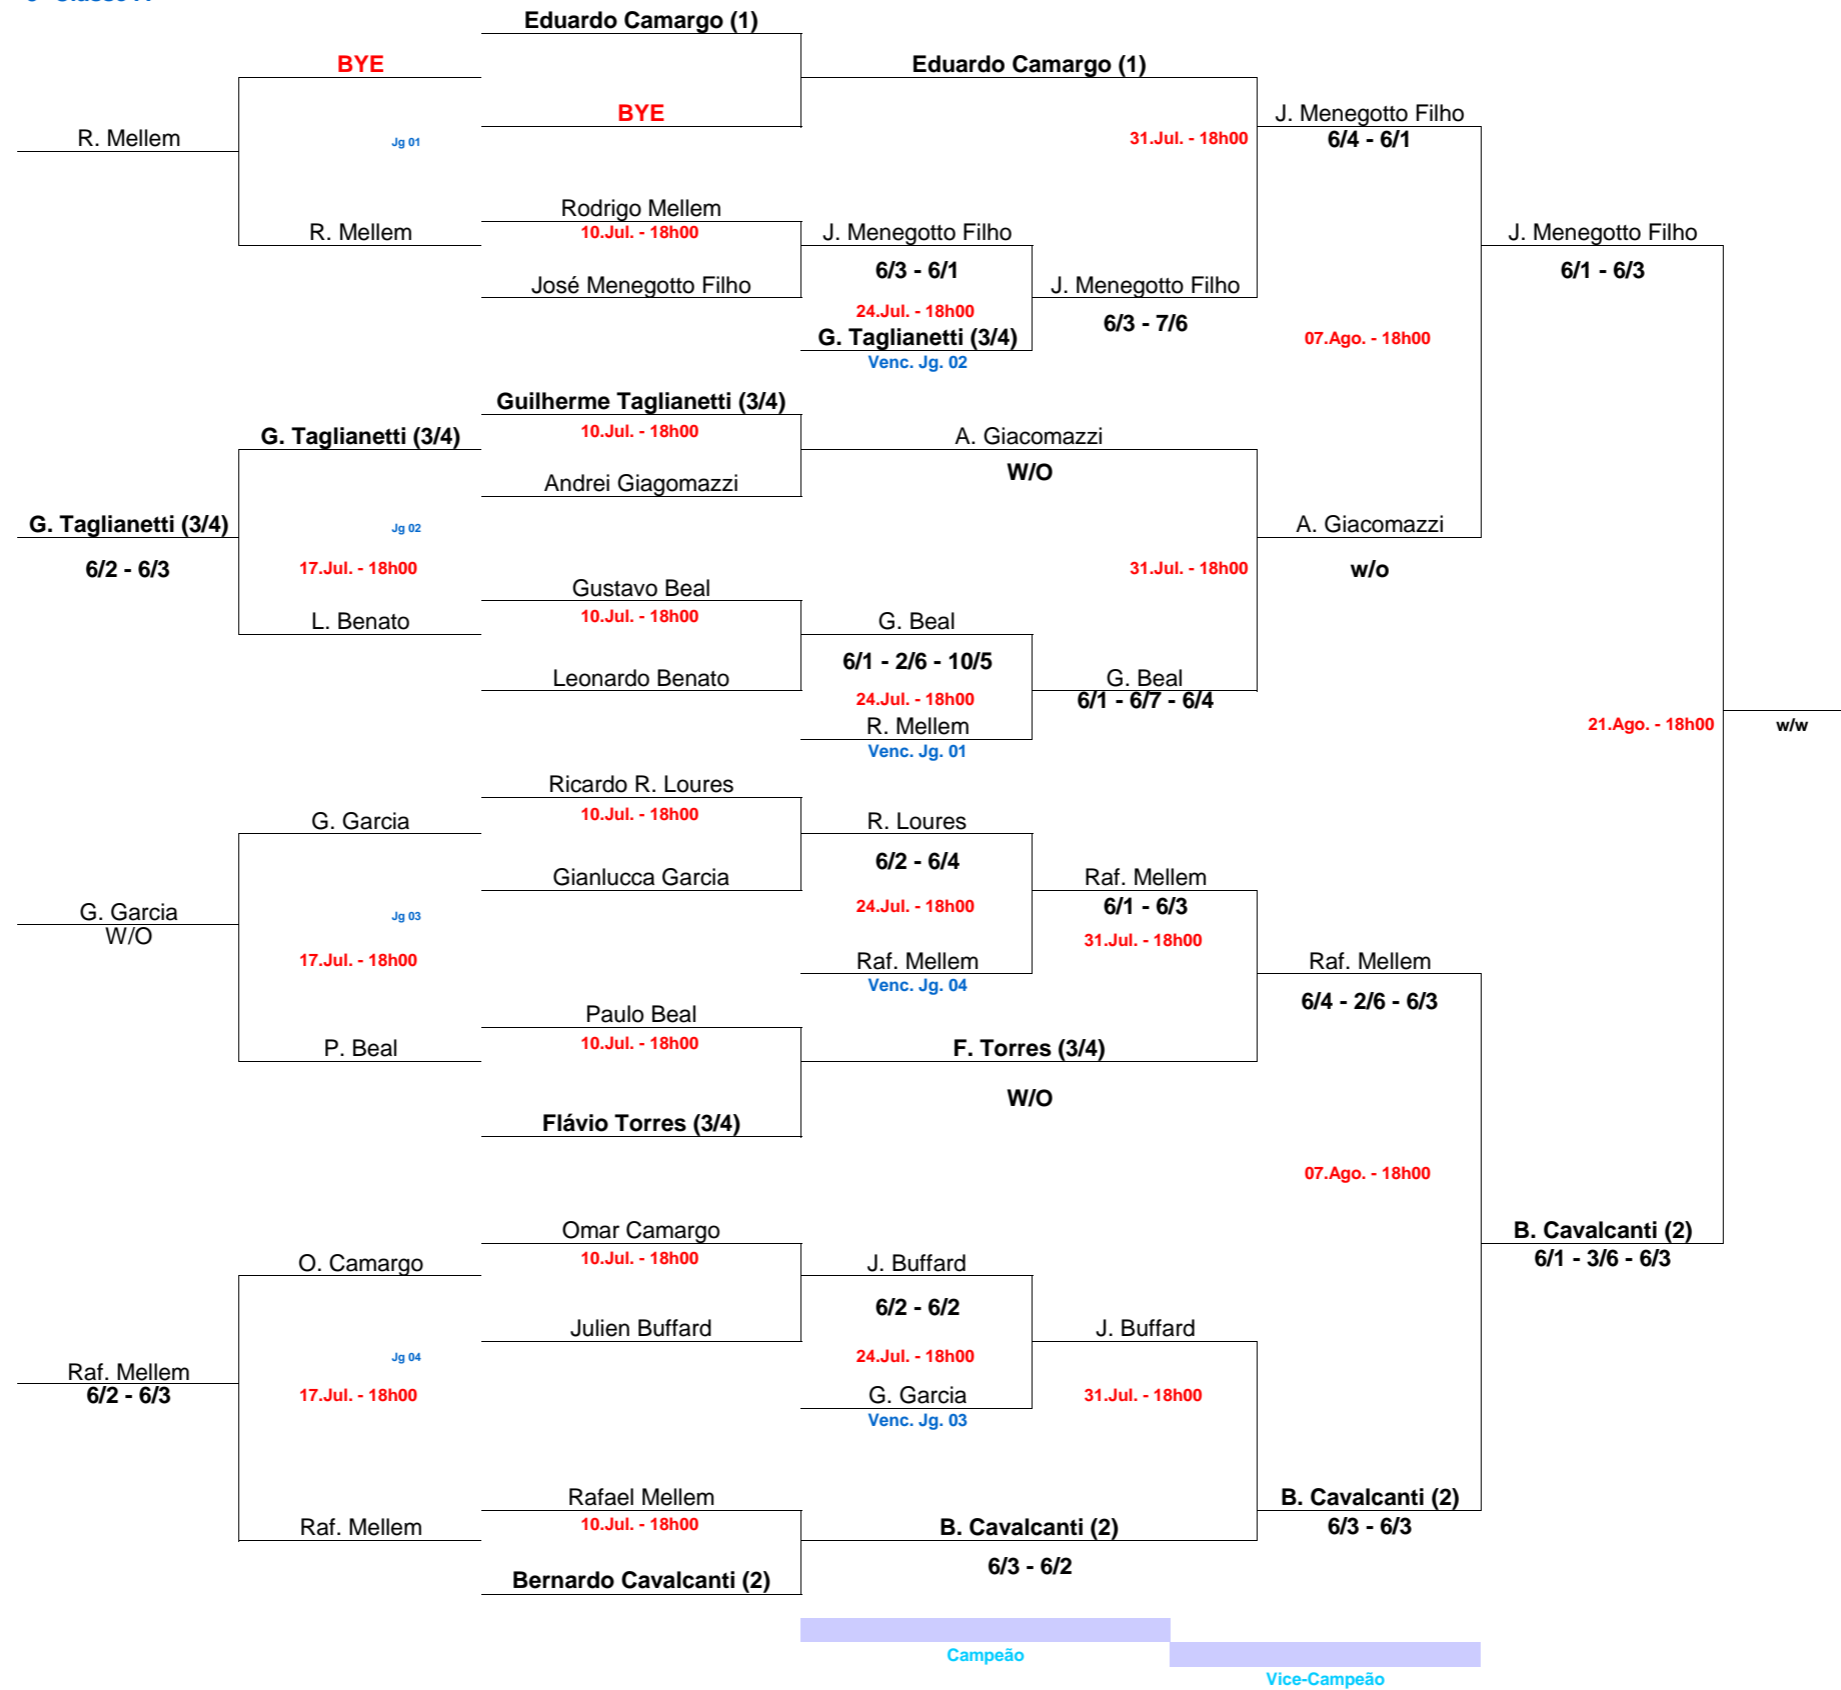 Eduardo Camargo (1)
BYE
Eduardo Camargo (1)
BYE
J. Menegotto Filho
R. Mellem
Jg 01
31.Jul. - 18h00
6/4 - 6/1
Rodrigo Mellem
R. Mellem
10.Jul. - 18h00
J. Menegotto Filho
J. Menegotto Filho
6/3 - 6/1
6/1 - 6/3
José Menegotto Filho
J. Menegotto Filho
24.Jul. - 18h00
6/3 - 7/6
G. Taglianetti (3/4)
07.Ago. - 18h00
Venc. Jg. 02
Guilherme Taglianetti (3/4)
G. Taglianetti (3/4)
10.Jul. - 18h00
A. Giacomazzi
W/O
Andrei Giagomazzi
G. Taglianetti (3/4)
Jg 02
A. Giacomazzi
6/2 - 6/3
17.Jul. - 18h00
31.Jul. - 18h00
w/o
Gustavo Beal
L. Benato
10.Jul. - 18h00
G. Beal
6/1 - 2/6 - 10/5
Leonardo Benato
G. Beal
24.Jul. - 18h00
6/1 - 6/7 - 6/4
R. Mellem
21.Ago. - 18h00
w/w
Venc. Jg. 01
Ricardo R. Loures
G. Garcia
10.Jul. - 18h00
R. Loures
6/2 - 6/4
Gianlucca Garcia
Raf. Mellem
G. Garcia
Jg 03
24.Jul. - 18h00
6/1 - 6/3
W/O
31.Jul. - 18h00
17.Jul. - 18h00
Raf. Mellem
Raf. Mellem
Venc. Jg. 04
6/4 - 2/6 - 6/3
Paulo Beal
P. Beal
10.Jul. - 18h00
F. Torres (3/4)
W/O
Flávio Torres (3/4)
07.Ago. - 18h00
Omar Camargo
B. Cavalcanti (2)
O. Camargo
10.Jul. - 18h00
J. Buffard
6/1 - 3/6 - 6/3
6/2 - 6/2
Julien Buffard
J. Buffard
Jg 04
24.Jul. - 18h00
Raf. Mellem
6/2 - 6/3
17.Jul. - 18h00
G. Garcia
31.Jul. - 18h00
Venc. Jg. 03
Rafael Mellem
B. Cavalcanti (2)
Raf. Mellem
10.Jul. - 18h00
B. Cavalcanti (2)
6/3 - 6/3
6/3 - 6/2
Bernardo Cavalcanti (2)
Campeão
Vice-Campeão